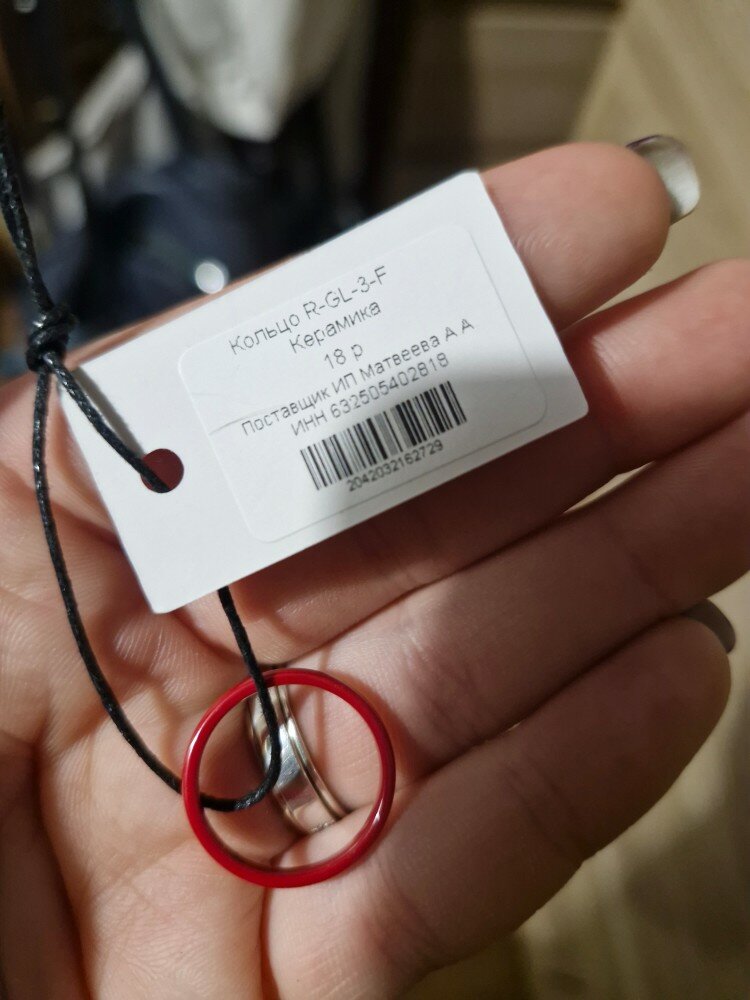 Кольцо R-GL-3-F
Керамика
18 р
Поставщик ИП Матвеева А А
ИНН 632505402818
2042032162729